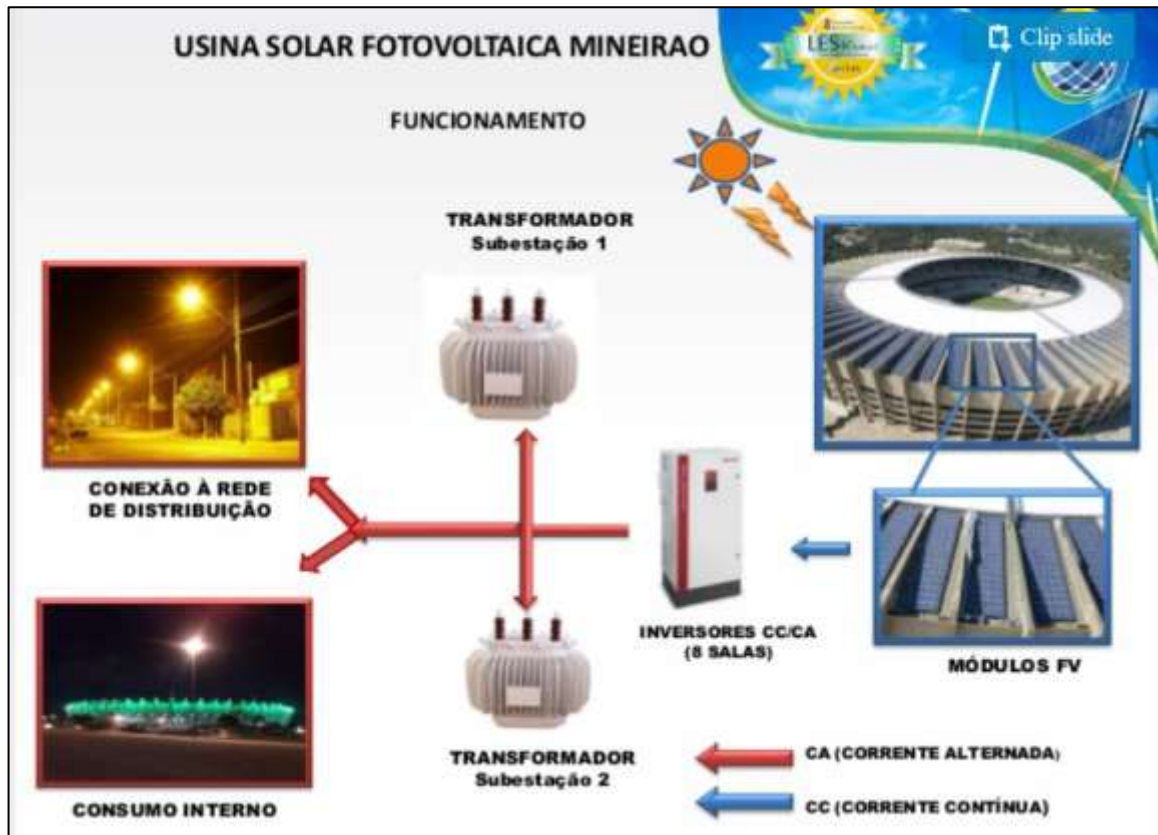 USINA SOLAR FOTOVOLTAICA MINEIRAO
LES
Clip slide
FUNCIONAMENTO
TRANSFORMADOR
Subestação 1
CONEXÃO À REDE
DE DISTRIBUIÇÃO
INVERSORES CC/CA
(8 SALAS)
MÓDULOS FV
TRANSFORMADOR
Subestação 2
CONSUMO INTERNO
CA (CORRENTE ALTERNADA)
CC (CORRENTE CONTÍNUA)